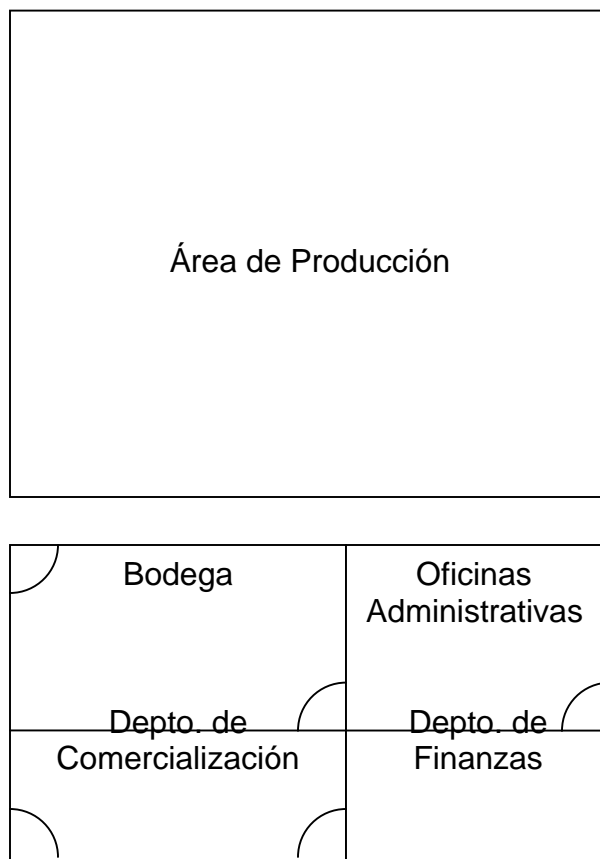 Área de Producción
Bodega
Oficinas
Administrativas
Depto. de
Comercialización
Depto. de
Finanzas